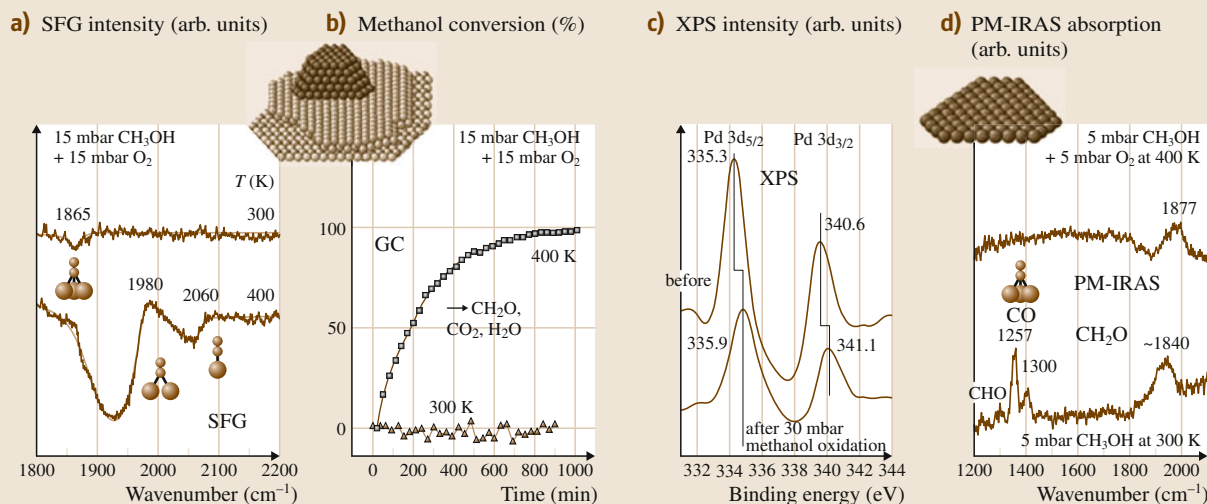 a) SFG intensity (arb. units)
15 mbar CH₃OH
+ 15 mbar O₂
T (K)
1865
300
1980
2060
400
SFG
1800 1900 2000 2100 2200
Wavenumber (cm⁻¹)
b) Methanol conversion (%)
15 mbar CH₃OH
+ 15 mbar O₂
100
GC
400 K
→ CH₂O,
CO₂, H₂O
50
300 K
0
0 200 400 600 800 1000
Time (min)
c) XPS intensity (arb. units)
Pd 3d₅/₂ Pd 3d₃/₂
335.3
XPS
340.6
before
335.9
341.1
after 30 mbar
methanol oxidation
332 334 336 338 340 342 344
Binding energy (eV)
d) PM-IRAS absorption
(arb. units)
5 mbar CH₃OH
+ 5 mbar O₂ at 400 K
1877
PM-IRAS
CO
CH₂O
1257
~1840
1300
CHO
5 mbar CH₃OH at 300 K
1200 1400 1600 1800 2000
Wavenumber (cm⁻¹)